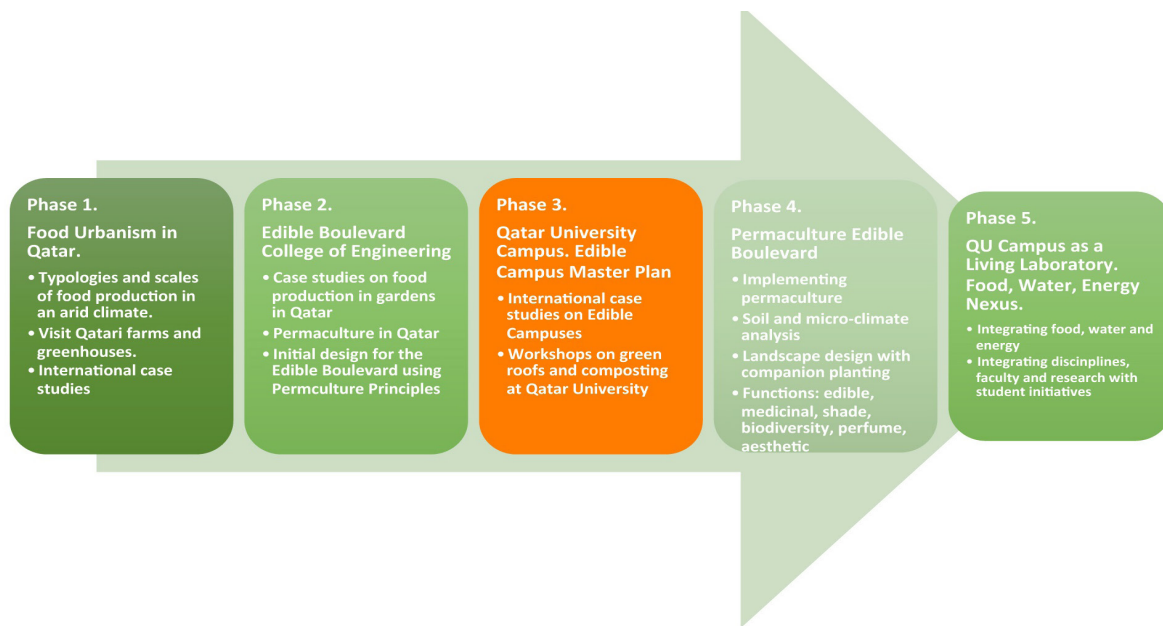 Phase 1.
Food Urbanism in
Qatar.
• Typologies and scales
of food production in
an arid climate.
• Visit Qatari farms and
greenhouses.
• International case
studies
Phase 2.
Edible Boulevard
College of Engineering
• Case studies on food
production in gardens
in Qatar
• Permaculture in Qatar
• Initial design for the
Edible Boulevard using
Permculture Principles
Phase 3.
Qatar University
Campus. Edible
Campus Master Plan
• International case
studies on Edible
Campuses
• Workshops on green
roofs and composting
at Qatar University
Phase 4.
Permaculture Edible
Boulevard
• Implementing
permaculture
• Soil and micro-climate
analysis
• Landscape design with
companion planting
• Functions: edible,
medicinal, shade,
biodiversity, perfume,
aesthetic
Phase 5.
QU Campus as a
Living Laboratory.
Food, Water, Energy
Nexus.
• Integrating food, water and
energy
• Integrating discinplines,
faculty and research with
student initiatives